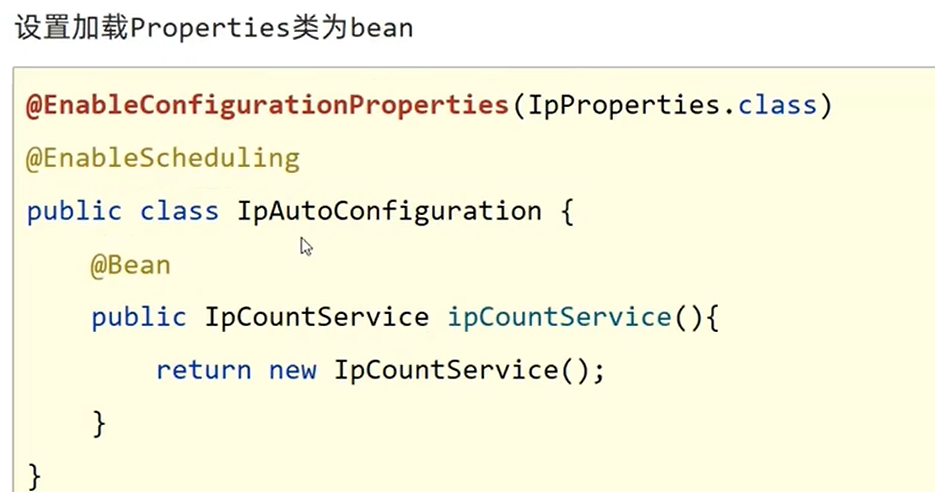 设置加载Properties类为bean
@EnableConfigurationProperties(IpProperties.class)
@EnableScheduling
public class IpAutoConfiguration {
@Bean
public IpCountService ipCountService(){
return new IpCountService();
}
}